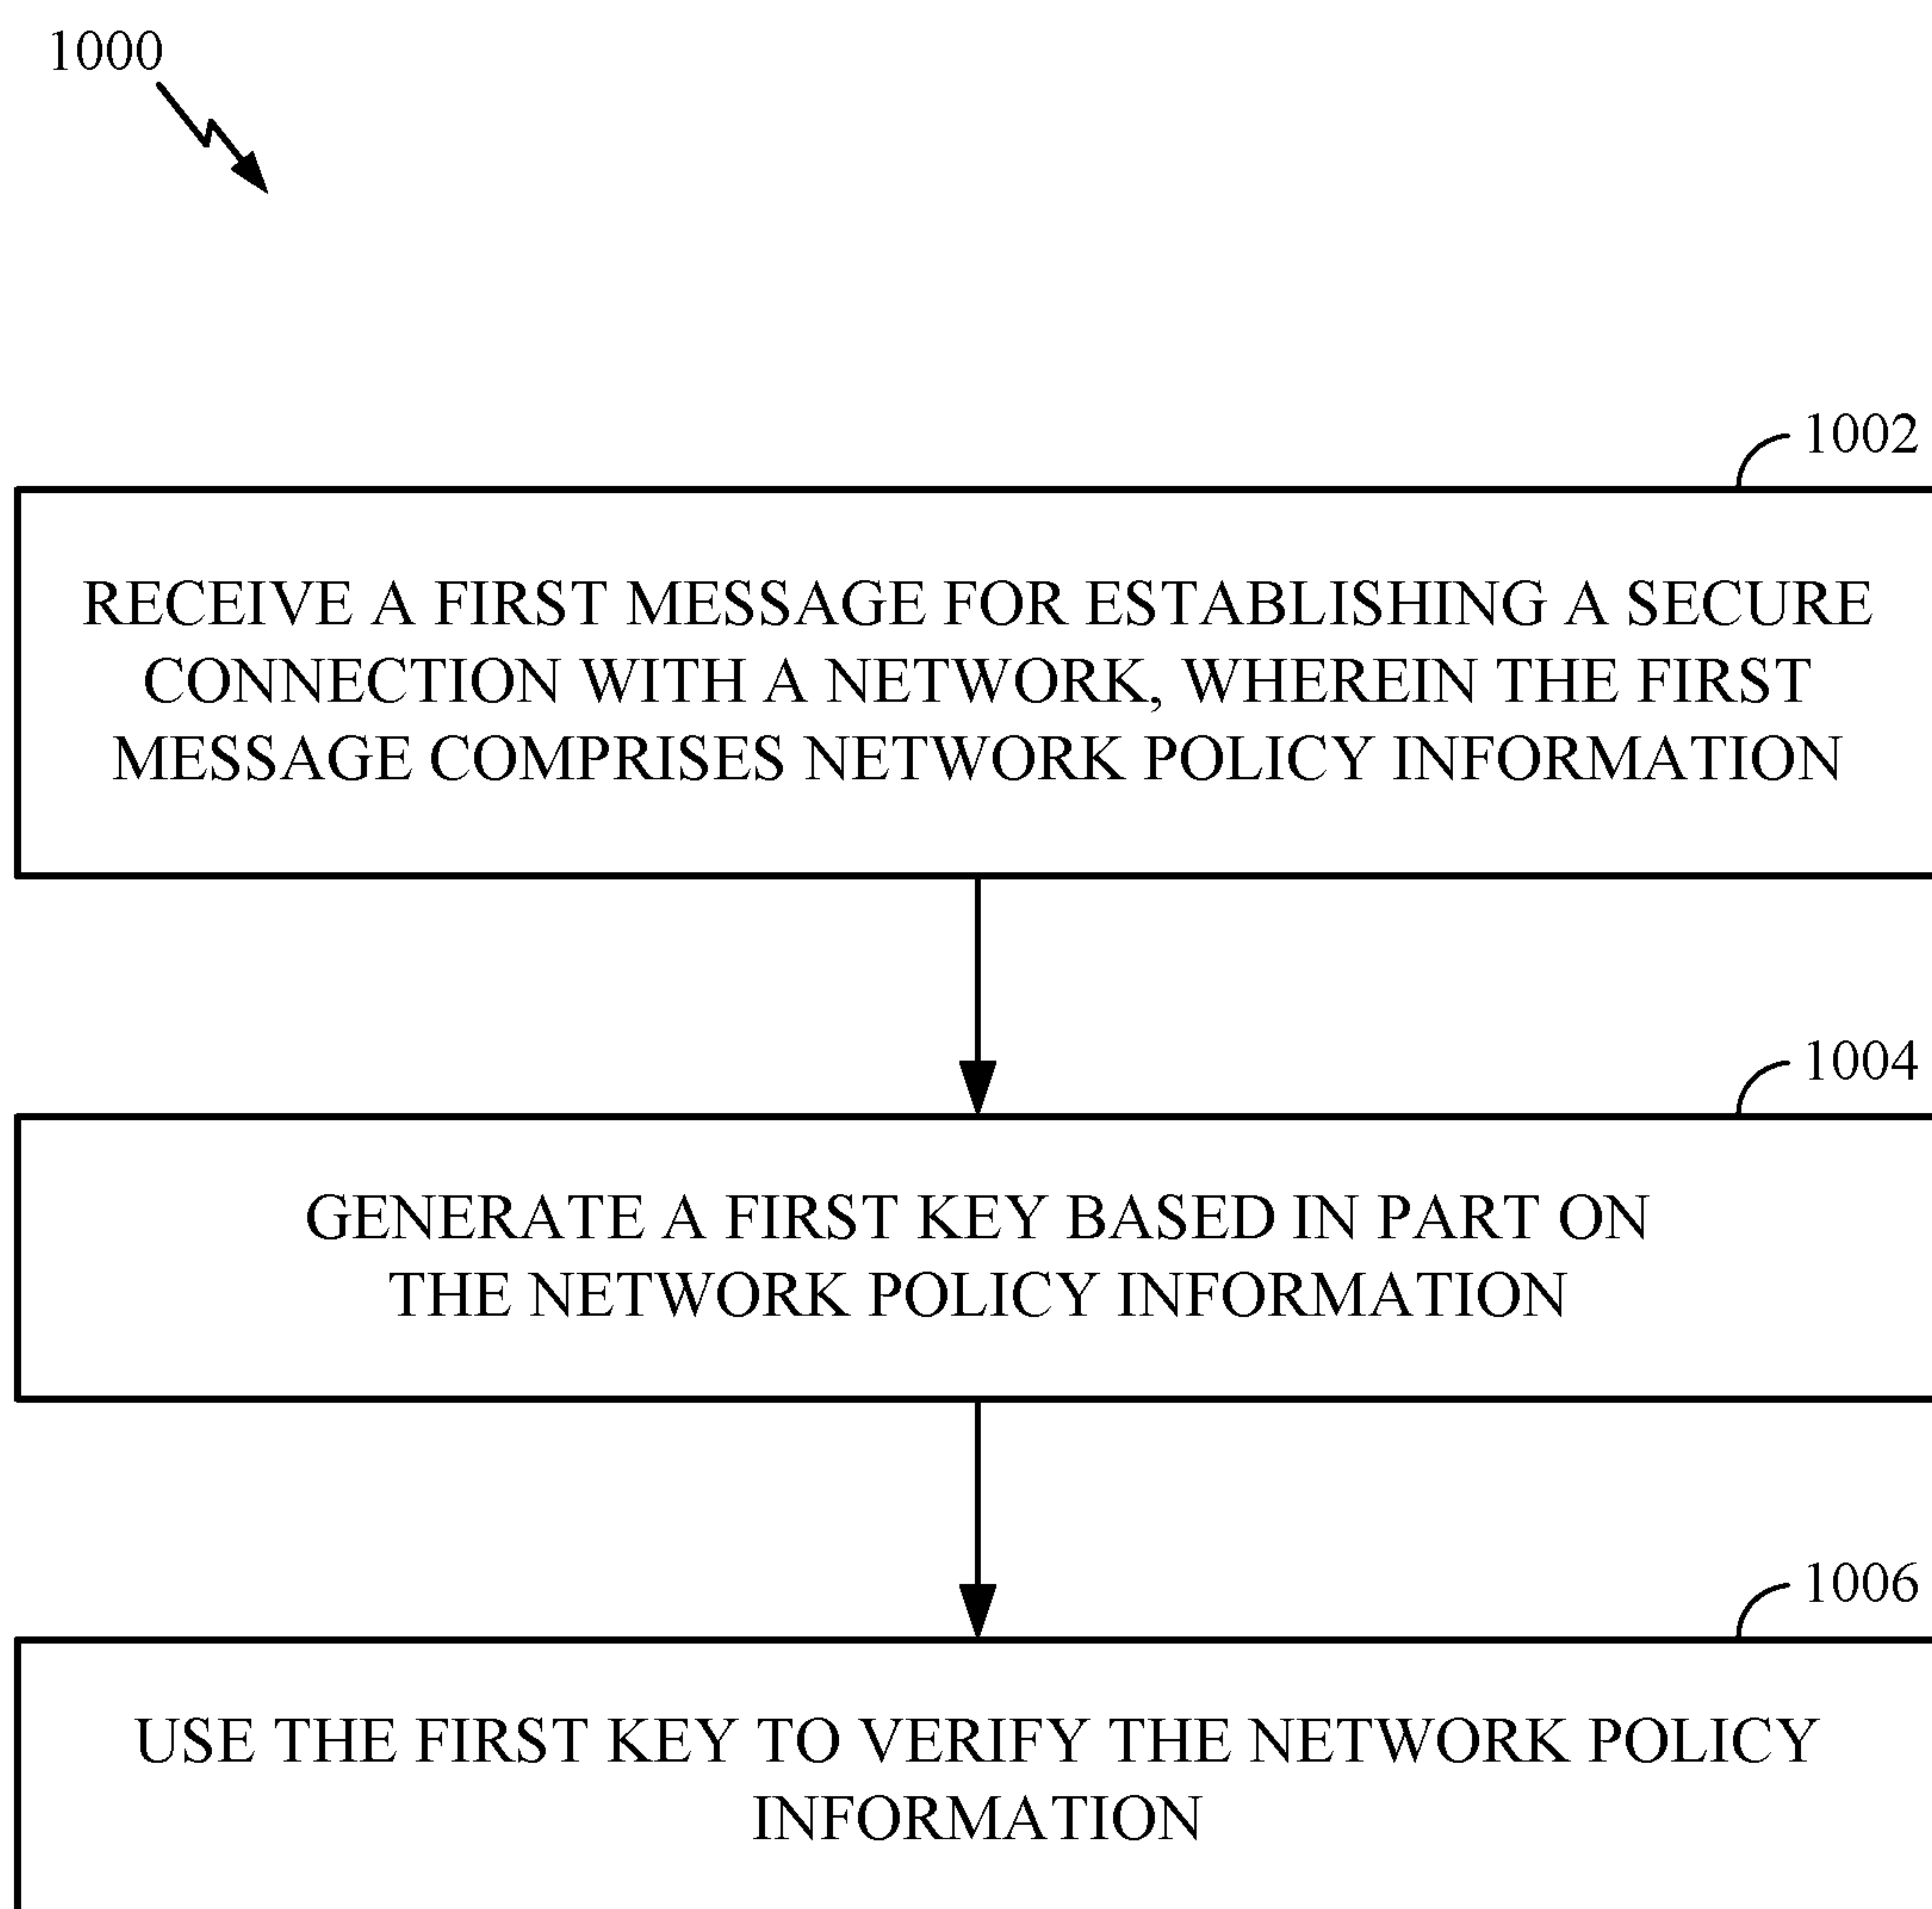 1000
1002
RECEIVE A FIRST MESSAGE FOR ESTABLISHING A SECURE
CONNECTION WITH A NETWORK, WHEREIN THE FIRST
MESSAGE COMPRISES NETWORK POLICY INFORMATION
1004
GENERATE A FIRST KEY BASED IN PART ON
THE NETWORK POLICY INFORMATION
1006
USE THE FIRST KEY TO VERIFY THE NETWORK POLICY
INFORMATION